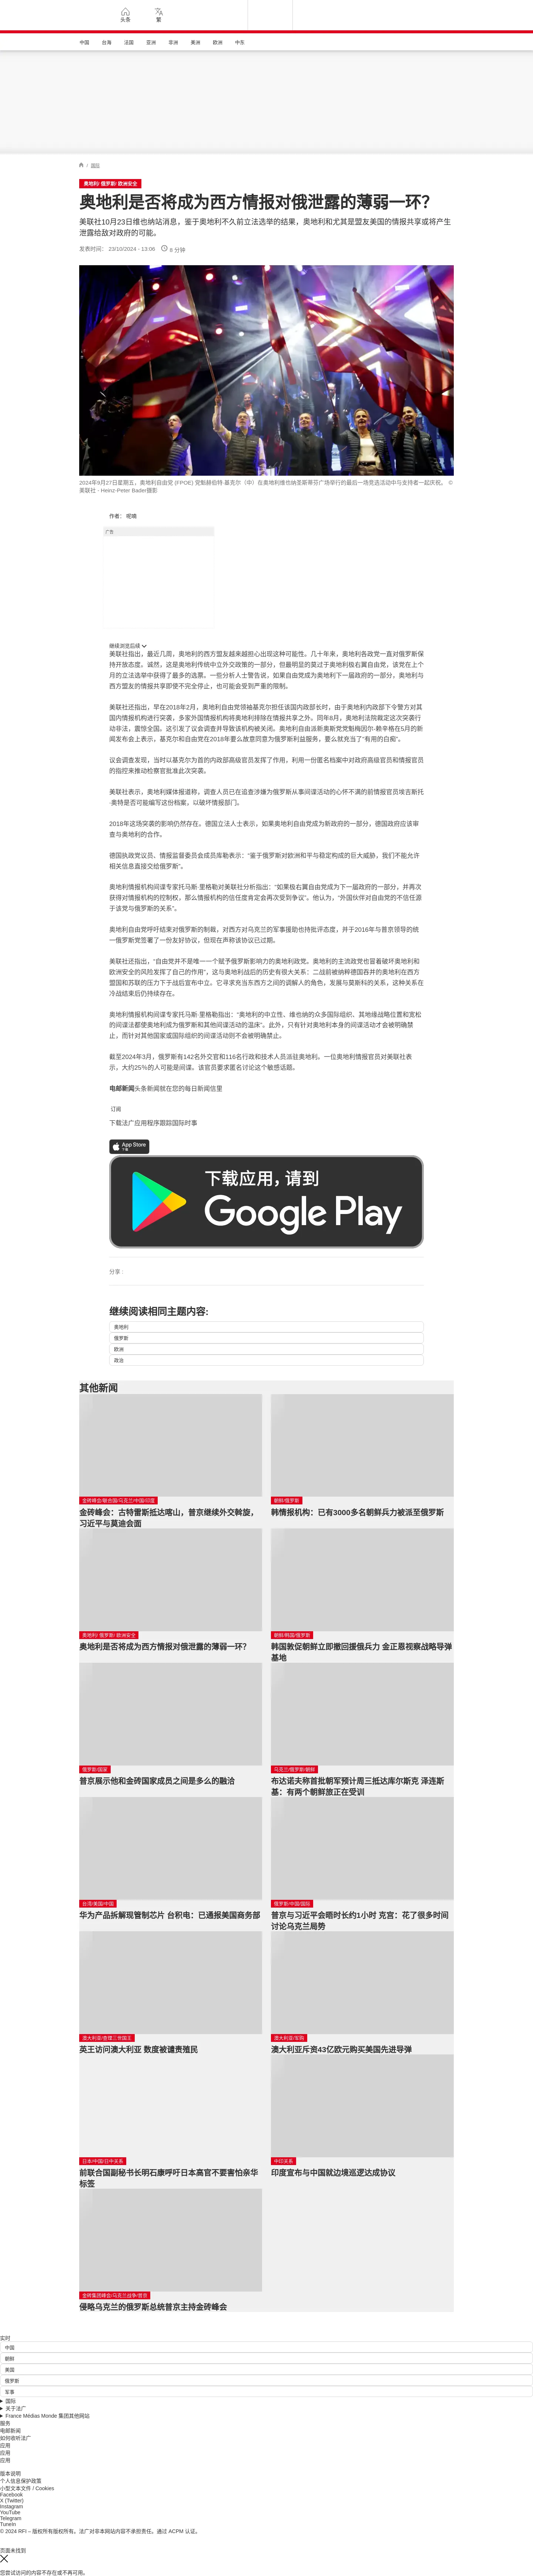 头条
繁
中国
台海
法国
亚洲
非洲
美洲
欧洲
中东
/ 国际
奥地利/ 俄罗斯/ 欧洲安全
奥地利是否将成为西方情报对俄泄露的薄弱一环？
美联社10月23日维也纳站消息，鉴于奥地利不久前立法选举的结果，奥地利和尤其是盟友美国的情报共享或将产生
泄露给敌对政府的可能。
发表时间： 23/10/2024 - 13:06 8 分钟
2024年9月27日星期五，奥地利自由党 (FPOE) 党魁赫伯特·基克尔（中）在奥地利维也纳圣斯蒂芬广场举行的最后一场竞选活动中与支持者一起庆祝。 ©
美联社 - Heinz-Peter Bader摄影
作者： 呢喃
广告
继续浏览后续
美联社指出，最近几周，奥地利的西方盟友越来越担心出现这种可能性。几十年来，奥地利各政党一直对俄罗斯保
持开放态度。诚然，这是奥地利传统中立外交政策的一部分，但最明显的莫过于奥地利极右翼自由党，该党在上个
月的立法选举中获得了最多的选票。一些分析人士警告说，如果自由党成为奥地利下一届政府的一部分，奥地利与
西方盟友的情报共享即使不完全停止，也可能会受到严重的限制。
美联社还指出，早在2018年2月，奥地利自由党领袖基克尔担任该国内政部长时，由于奥地利内政部下令警方对其
国内情报机构进行突袭，多家外国情报机构将奥地利排除在情报共享之外。同年8月，奥地利法院裁定这次突袭行
动非法，震惊全国。这引发了议会调查并导致该机构被关闭。奥地利自由派新奥斯党党魁梅因尔-赖辛格在5月的新
闻发布会上表示，基克尔和自由党在2018年要么故意同意为俄罗斯利益服务，要么就充当了“有用的白痴”。
议会调查发现，当时以基克尔为首的内政部高级官员发挥了作用，利用一份匿名档案中对政府高级官员和情报官员
的指控来推动检察官批准此次突袭。
美联社表示，奥地利媒体报道称，调查人员已在追查涉嫌为俄罗斯从事间谍活动的心怀不满的前情报官员埃吉斯托
·奥特是否可能编写这份档案，以破坏情报部门。
2018年这场突袭的影响仍然存在。德国立法人士表示，如果奥地利自由党成为新政府的一部分，德国政府应该审
查与奥地利的合作。
德国执政党议员、情报监督委员会成员库勒表示：“鉴于俄罗斯对欧洲和平与稳定构成的巨大威胁，我们不能允许
相关信息直接交给俄罗斯”。
奥地利情报机构间谍专家托马斯·里格勒对美联社分析指出：“如果极右翼自由党成为下一届政府的一部分，并再次
获得对情报机构的控制权，那么情报机构的信任度肯定会再次受到争议”。他认为，“外国伙伴对自由党的不信任源
于该党与俄罗斯的关系”。
奥地利自由党呼吁结束对俄罗斯的制裁，对西方对乌克兰的军事援助也持批评态度，并于2016年与普京领导的统
一俄罗斯党签署了一份友好协议，但现在声称该协议已过期。
美联社还指出，“自由党并不是唯一一个赋予俄罗斯影响力的奥地利政党。奥地利的主流政党也冒着破坏奥地利和
欧洲安全的风险发挥了自己的作用”，这与奥地利战后的历史有很大关系：二战前被纳粹德国吞并的奥地利在西方
盟国和苏联的压力下于战后宣布中立。它寻求充当东西方之间的调解人的角色，发展与莫斯科的关系，这种关系在
冷战结束后仍持续存在。
奥地利情报机构间谍专家托马斯·里格勒指出：“奥地利的中立性、维也纳的众多国际组织、其地缘战略位置和宽松
的间谍法都使奥地利成为俄罗斯和其他间谍活动的温床”。此外，只有针对奥地利本身的间谍活动才会被明确禁
止，而针对其他国家或国际组织的间谍活动则不会被明确禁止。
截至2024年3月，俄罗斯有142名外交官和116名行政和技术人员派驻奥地利。一位奥地利情报官员对美联社表
示，大约25%的人可能是间谍。该官员要求匿名讨论这个敏感话题。
电邮新闻头条新闻就在您的每日新闻信里
订阅
下载法广应用程序跟踪国际时事
App Store
下载应用，请到
Google Play
分享 :
继续阅读相同主题内容:
奥地利
俄罗斯
欧洲
政治
其他新闻
金砖峰会/联合国/乌克兰/中国/印度
金砖峰会：古特雷斯抵达喀山，普京继续外交斡旋，
习近平与莫迪会面
朝鲜/俄罗斯
韩情报机构：已有3000多名朝鲜兵力被派至俄罗斯
奥地利/ 俄罗斯/ 欧洲安全
奥地利是否将成为西方情报对俄泄露的薄弱一环？
朝鲜/韩国/俄罗斯
韩国敦促朝鲜立即撤回援俄兵力 金正恩视察战略导弹
基地
俄罗斯/国家
普京展示他和金砖国家成员之间是多么的融洽
乌克兰/俄罗斯/朝鲜
布达诺夫称首批朝军预计周三抵达库尔斯克 泽连斯
基：有两个朝鲜旅正在受训
台湾/美国/中国
华为产品拆解现管制芯片 台积电：已通报美国商务部
俄罗斯/中国/国际
普京与习近平会晤时长约1小时 克宫：花了很多时间
讨论乌克兰局势
澳大利亚/查理三世国王
英王访问澳大利亚 数度被谴责殖民
澳大利亚/军购
澳大利亚斥资43亿欧元购买美国先进导弹
日本/中国/日中关系
前联合国副秘书长明石康呼吁日本高官不要害怕亲华
标签
中印关系
印度宣布与中国就边境巡逻达成协议
金砖集团峰会/乌克兰战争/普京
侵略乌克兰的俄罗斯总统普京主持金砖峰会
实时
中国
朝鲜
美国
俄罗斯
军事
国际
关于法广
France Médias Monde 集团其他网站
服务
电邮新闻
如何收听法广
应用
应用
应用
版本说明
个人信息保护政策
小型文本文件 / Cookies
Facebook
X (Twitter)
Instagram
YouTube
Telegram
TuneIn
© 2024 RFI – 版权所有版权所有。法广对非本网站内容不承担责任。通过 ACPM 认证。
页面未找到
您尝试访问的内容不存在或不再可用。